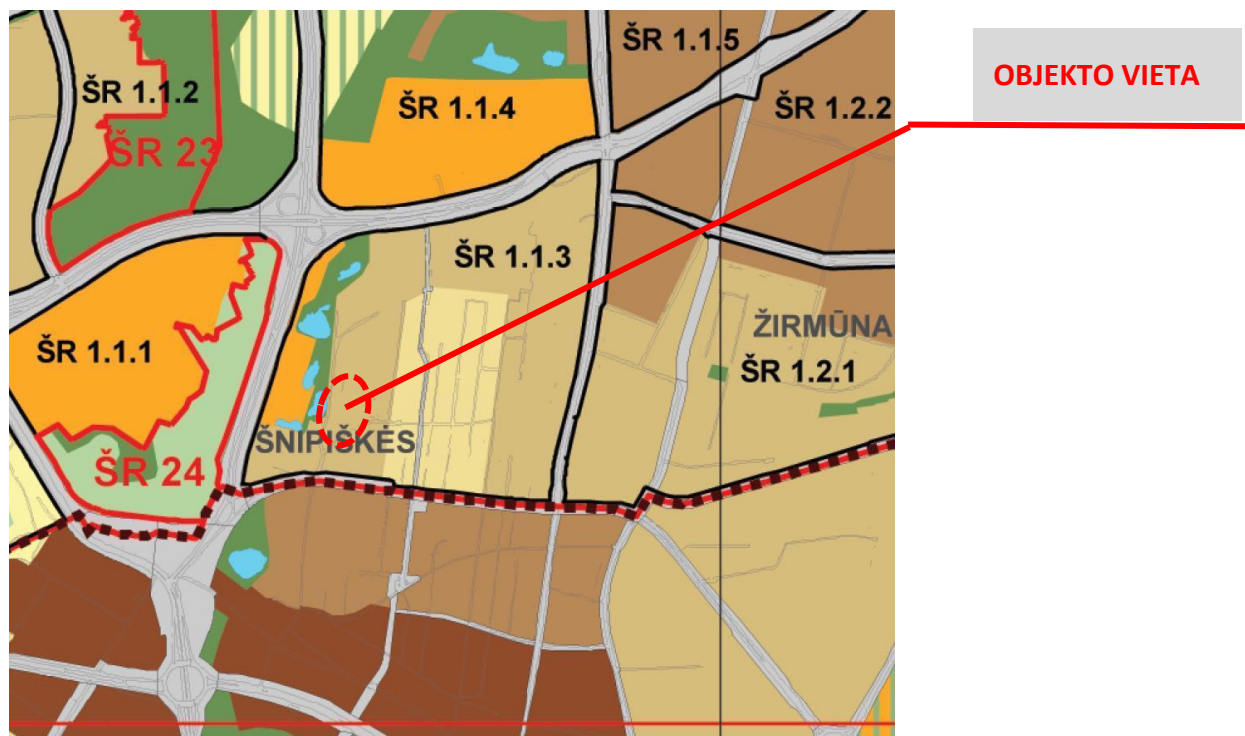 OBJEKTO VIETA
ŠR 1.1.5
ŠR 1.1.2
ŠR 1.1.4
ŠR 1.2.2
ŠR 23
ŠR 1.1.3
ŽIRMŪNA
ŠR 1.1.1
ŠR 1.2.1
ŠNIPIŠKĖS
ŠR 24